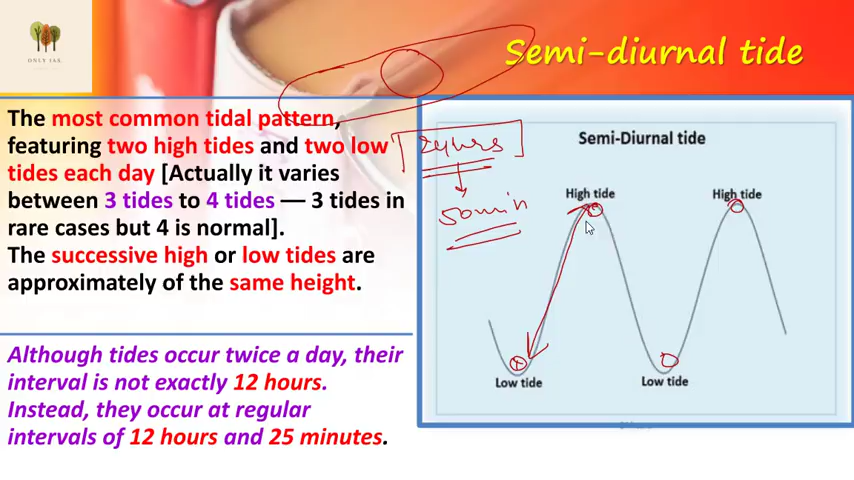 ONLY IAS
Semi-diurnal tide
The most common tidal pattern,
featuring two high tides and two low
tides each day [Actually it varies
between 3 tides to 4 tides — 3 tides in
rare cases but 4 is normal].
The successive high or low tides are
approximately of the same height.
Although tides occur twice a day, their
interval is not exactly 12 hours.
Instead, they occur at regular
intervals of 12 hours and 25 minutes.
24hrs
50min
Semi-Diurnal tide
High tide
High tide
Low tide
Low tide